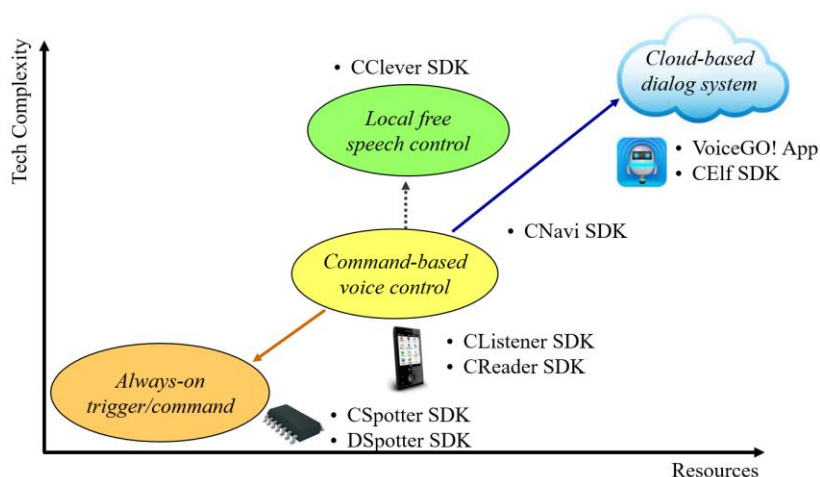 Tech Complexity
• CClever SDK
Local free
speech control
Cloud-based
dialog system
• VoiceGO! App
• CElf SDK
• CNavi SDK
Command-based
voice control
• CListener SDK
• CReader SDK
Always-on
trigger/command
• CSpotter SDK
• DSpotter SDK
Resources